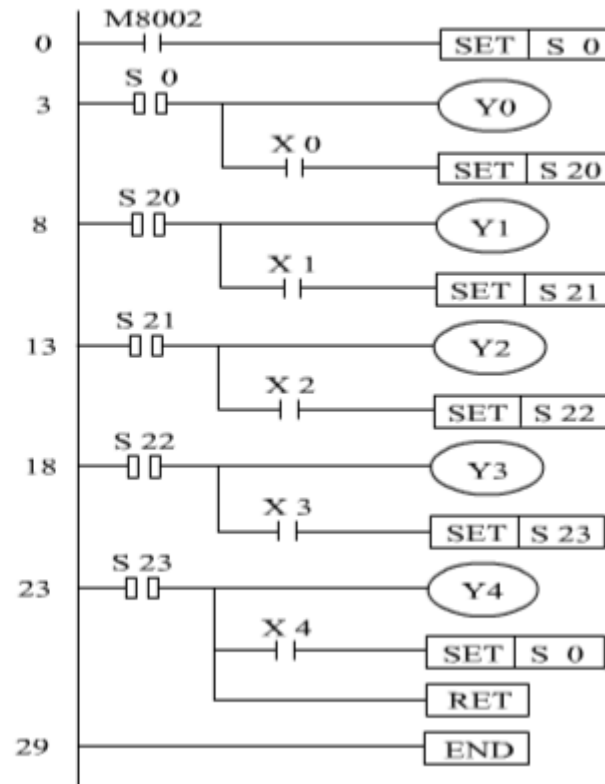 M8002
0 SET S 0
S 0
3 Y0
X 0
SET S 20
S 20
8 Y1
X 1
SET S 21
S 21
13 Y2
X 2
SET S 22
S 22
18 Y3
X 3
SET S 23
S 23
23 Y4
X 4
SET S 0
RET
29 END